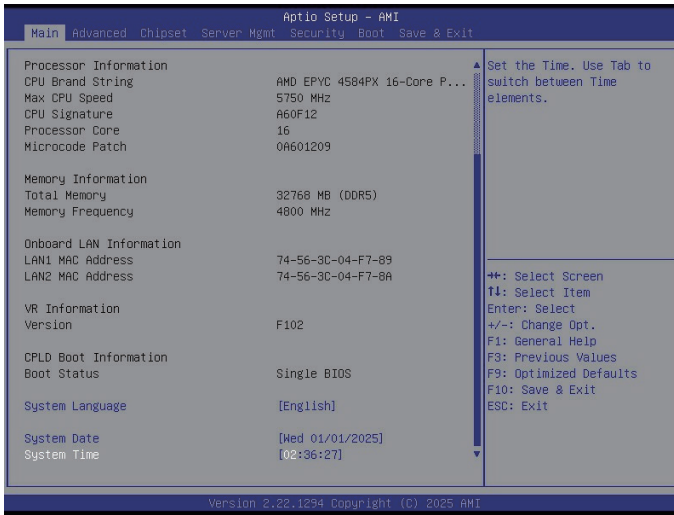 Aptio Setup - AMI
Main Advanced Chipset Server Mgmt Security Boot Save & Exit
Processor Information
CPU Brand String AMD EPYC 4584PX 16-Core P...
Max CPU Speed 5750 MHz
CPU Signature A60F12
Processor Core 16
Microcode Patch 0A601209
Memory Information
Total Memory 32768 MB (DDR5)
Memory Frequency 4800 MHz
Onboard LAN Information
LAN1 MAC Address 74-56-3C-04-F7-89
LAN2 MAC Address 74-56-3C-04-F7-8A
VR Information
Version F102
CPLD Boot Information
Boot Status Single BIOS
System Language [English]
System Date [Wed 01/01/2025]
System Time [02:36:27]
Set the Time. Use Tab to
switch between Time
elements.
→←: Select Screen
↑↓: Select Item
Enter: Select
+/-: Change Opt.
F1: General Help
F3: Previous Values
F9: Optimized Defaults
F10: Save & Exit
ESC: Exit
Version 2.22.1294 Copyright (C) 2025 AMI